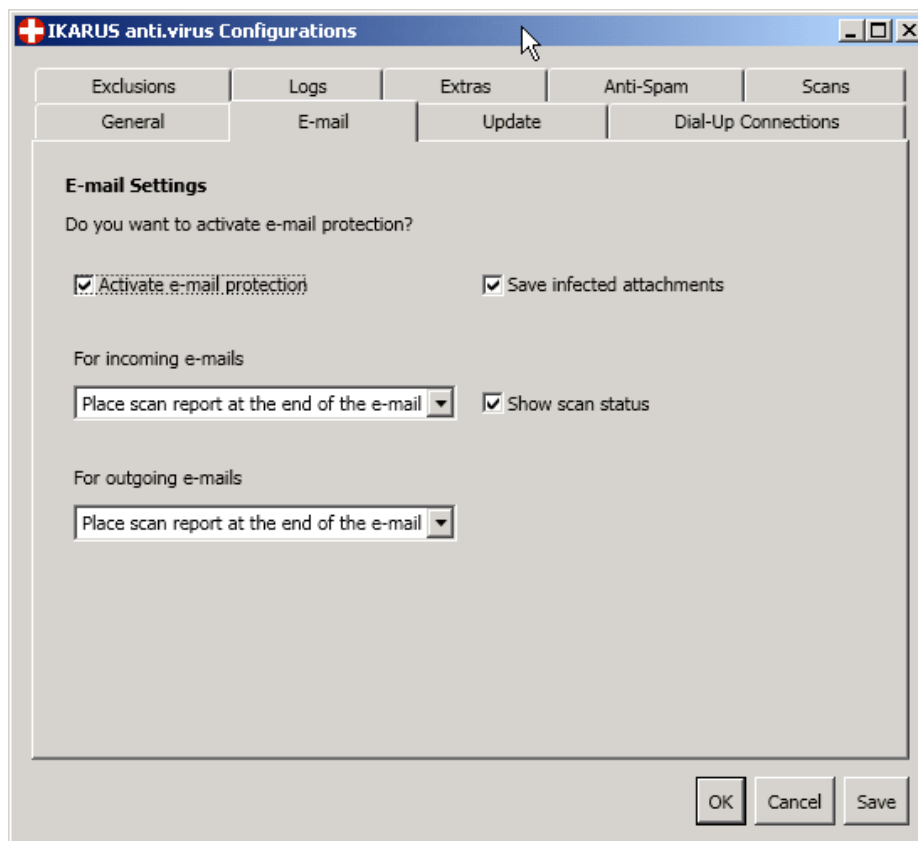 IKARUS anti.virus Configurations
Exclusions Logs Extras Anti-Spam Scans
General E-mail Update Dial-Up Connections
E-mail Settings
Do you want to activate e-mail protection?
Activate e-mail protection Save infected attachments
For incoming e-mails
Place scan report at the end of the e-mail Show scan status
For outgoing e-mails
Place scan report at the end of the e-mail
OK Cancel Save